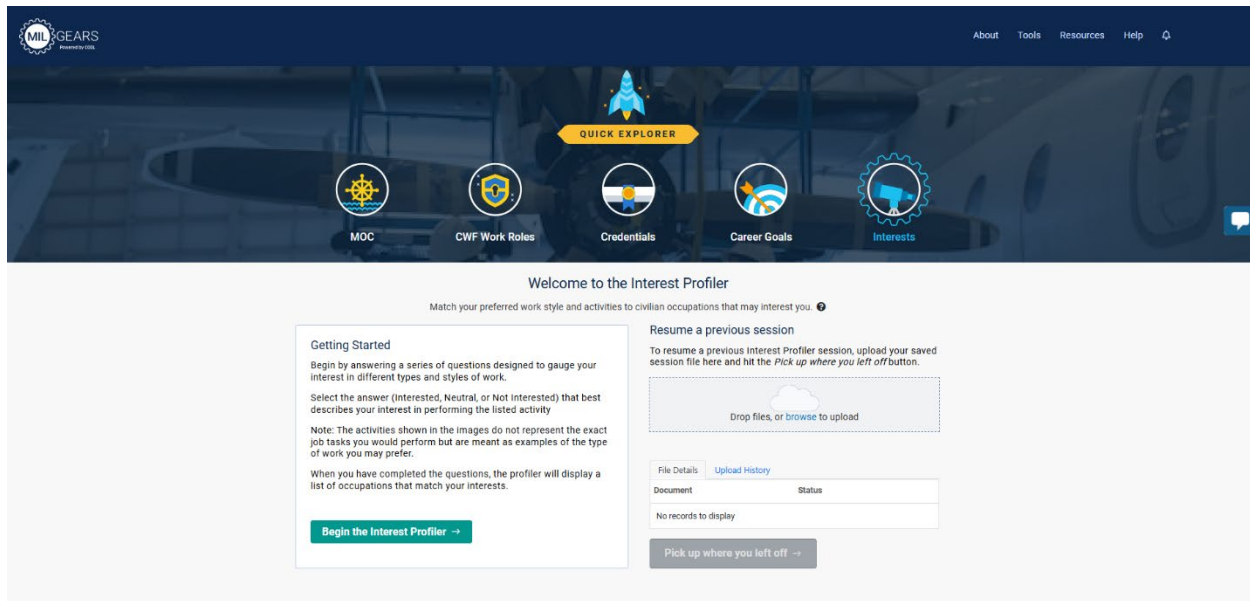 MIL GEARS
Powered by COOL
About Tools Resources Help
QUICK EXPLORER
MOC CWF Work Roles Credentials Career Goals Interests
Welcome to the Interest Profiler
Match your preferred work style and activities to civilian occupations that may interest you.
Getting Started
Begin by answering a series of questions designed to gauge your
interest in different types and styles of work.
Select the answer (Interested, Neutral, or Not Interested) that best
describes your interest in performing the listed activity
Note: The activities shown in the images do not represent the exact
job tasks you would perform but are meant as examples of the type
of work you may prefer.
When you have completed the questions, the profiler will display a
list of occupations that match your interests.
Begin the Interest Profiler →
Resume a previous session
To resume a previous Interest Profiler session, upload your saved
session file here and hit the Pick up where you left off button.
Drop files, or browse to upload
File Details Upload History
Document Status
No records to display
Pick up where you left off →